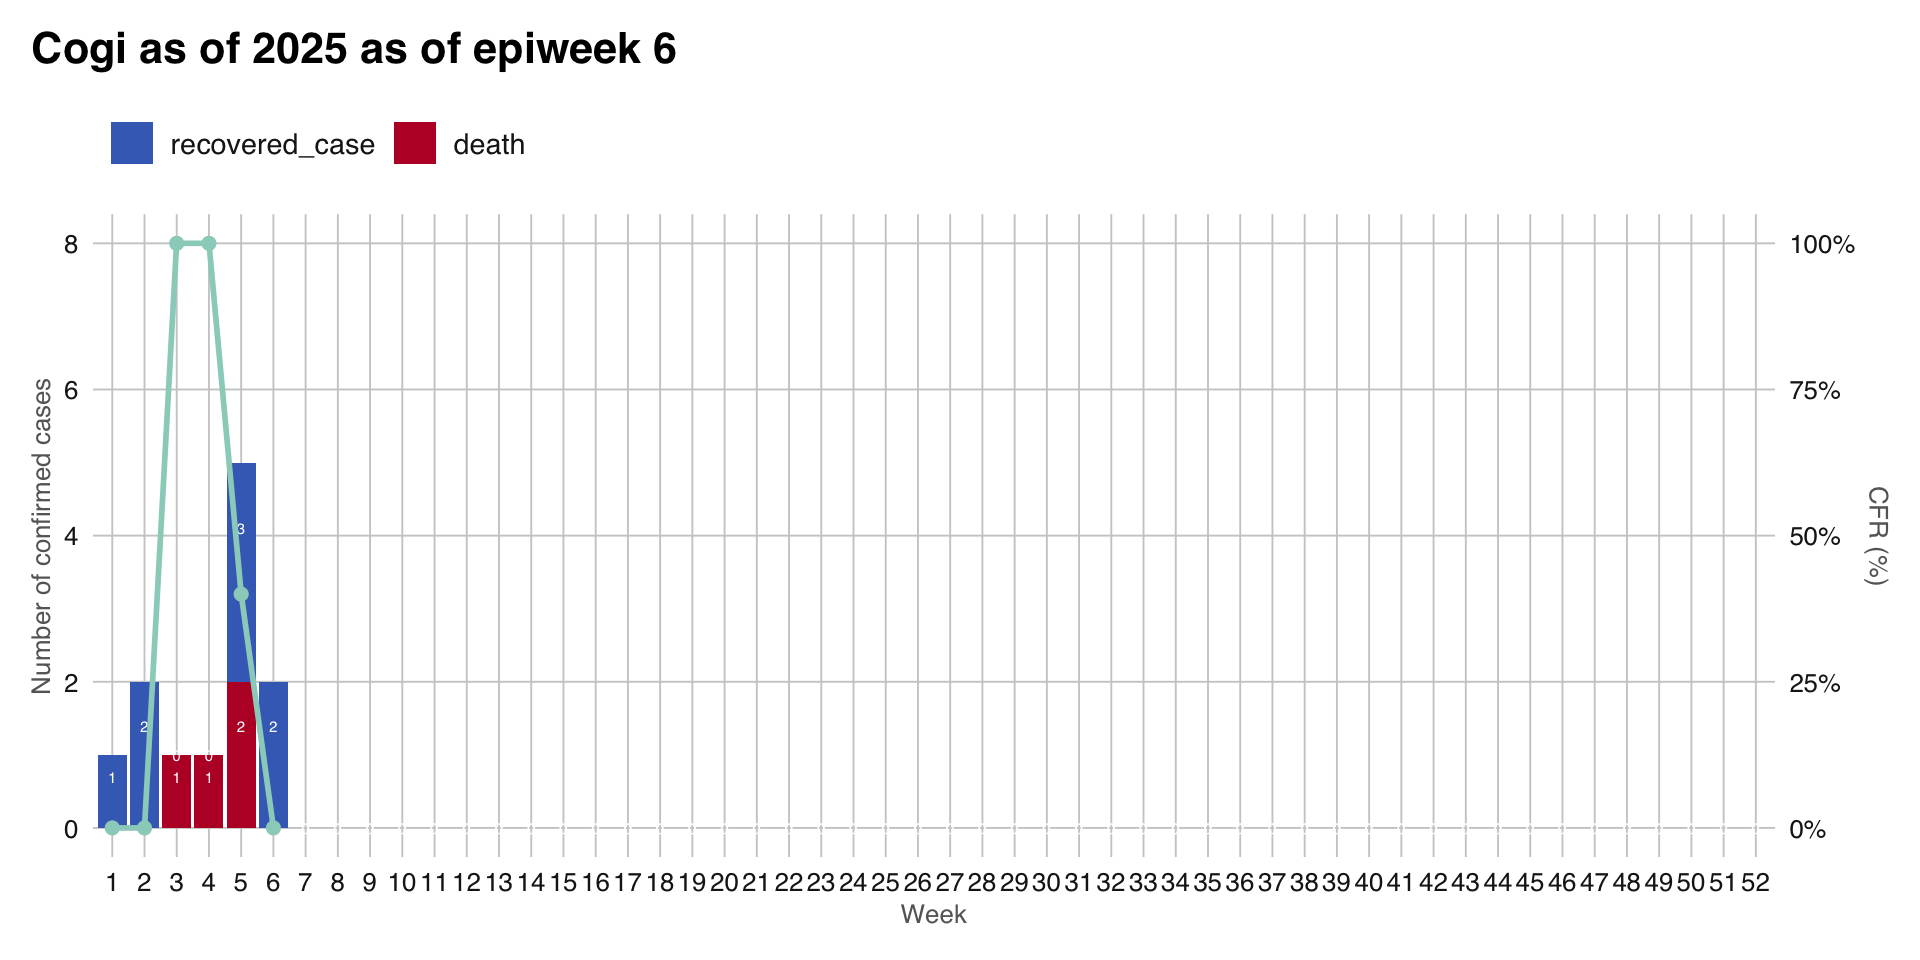 Cogi as of 2025 as of epiweek 6
recovered_case death
8 100%
6 75%
4 50%
2 25%
0 0%
Number of confirmed cases
CFR (%)
3
2 2 2
0 0
1 1 1
1 2 3 4 5 6 7 8 9 10 11 12 13 14 15 16 17 18 19 20 21 22 23 24 25 26 27 28 29 30 31 32 33 34 35 36 37 38 39 40 41 42 43 44 45 46 47 48 49 50 51 52
Week